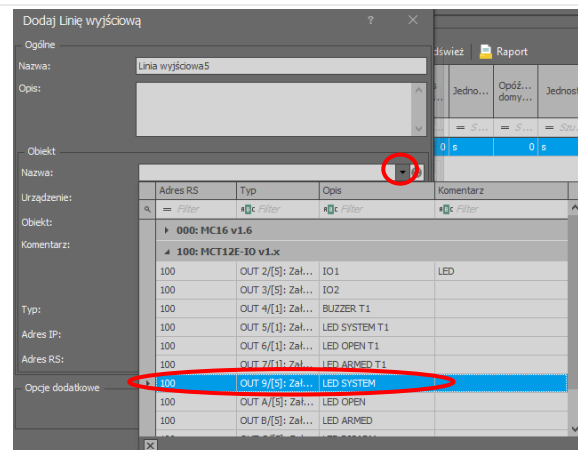 Dodaj Linię wyjściową ? ×
Ogólne
Nazwa: Linia wyjściowa5
Opis:
Obiekt
Nazwa:
Urządzenie:
Obiekt:
Komentarz:
Typ:
Adres IP:
Adres RS:
Opcje dodatkowe
Raport
Jedno... Opóź... domy... Jednost
= S... = S... = Szu
0 s 0 s
Adres RS Typ Opis Komentarz
= Filter Filter Filter Filter
000: MC16 v1.6
100: MCT12E-IO v1.x
100 OUT 2/[5]: Zał... IO1 LED
100 OUT 3/[5]: Zał... IO2
100 OUT 4/[1]: Zał... BUZZER T1
100 OUT 5/[1]: Zał... LED SYSTEM T1
100 OUT 6/[1]: Zał... LED OPEN T1
100 OUT 7/[1]: Zał... LED ARMED T1
100 OUT 9/[5]: Zał... LED SYSTEM
100 OUT A/[5]: Zał... LED OPEN
100 OUT B/[5]: Zał... LED ARMED